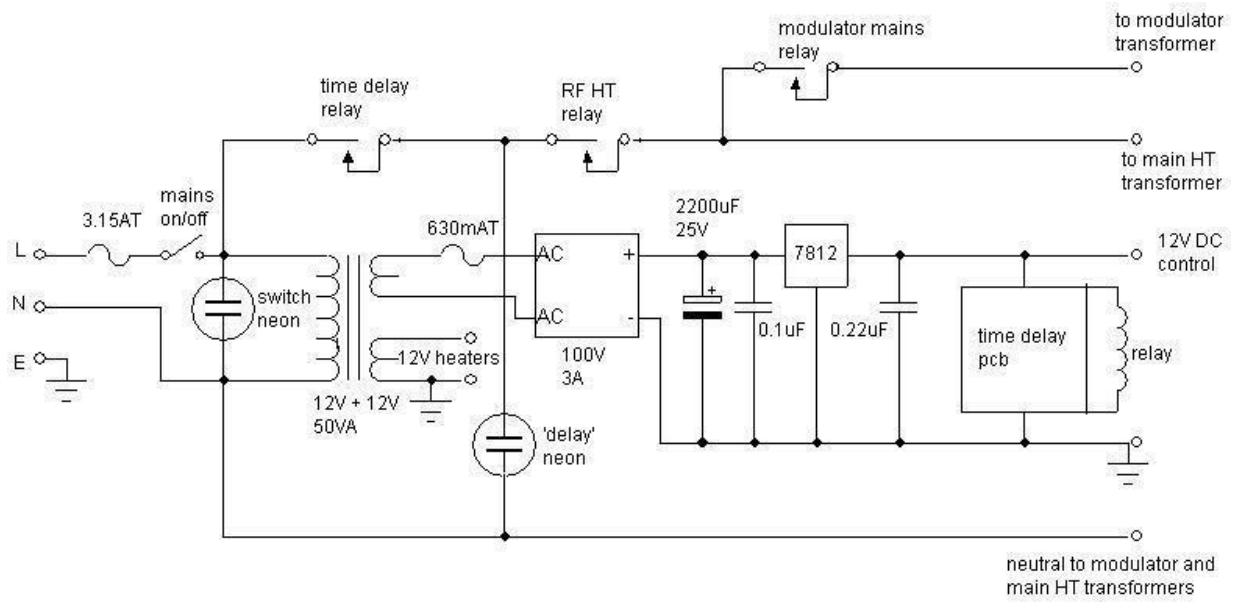 modulator mains
relay
to modulator
transformer
time delay
relay
RF HT
relay
to main HT
transformer
mains
on/off
3.15AT
630mAT
2200uF
25V
12V DC
control
L
AC
+
7812
N
switch
neon
+
0.1uF
0.22uF
time delay
pcb
relay
AC
-
E
12V heaters
100V
3A
12V + 12V
50VA
'delay'
neon
neutral to modulator and
main HT transformers